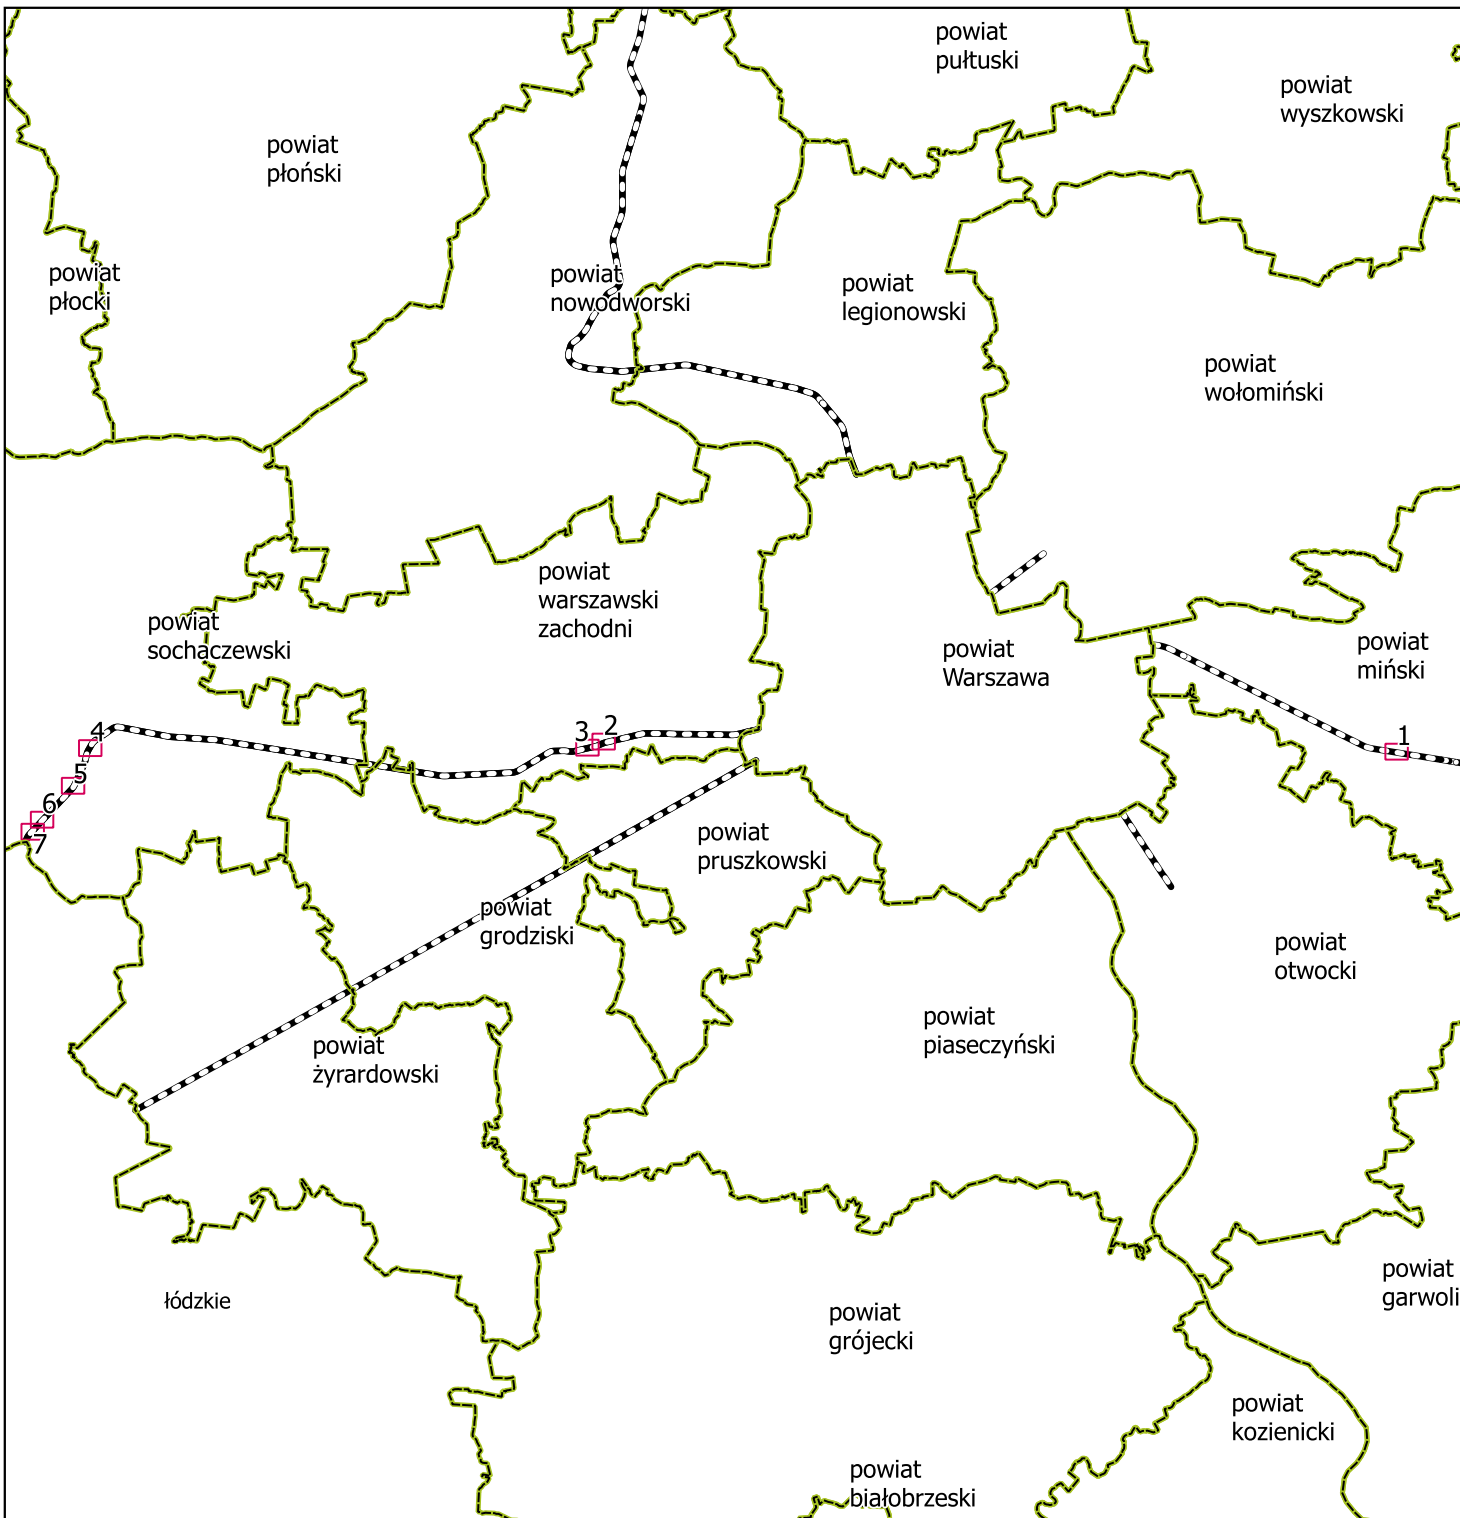 powiat
pułtuski
powiat
wyszkowski
powiat
płoński
powiat
płocki
powiat
nowodworski
powiat
legionowski
powiat
wołomiński
powiat
warszawski
zachodni
powiat
sochaczewski
powiat
Warszawa
powiat
miński
1
2
3
4
5
6
7
powiat
pruszkowski
powiat
grodziski
powiat
otwocki
powiat
piaseczyński
powiat
żyrardowski
łódzkie
powiat
garwoli
powiat
grójecki
powiat
kozienicki
powiat
białobrzeski